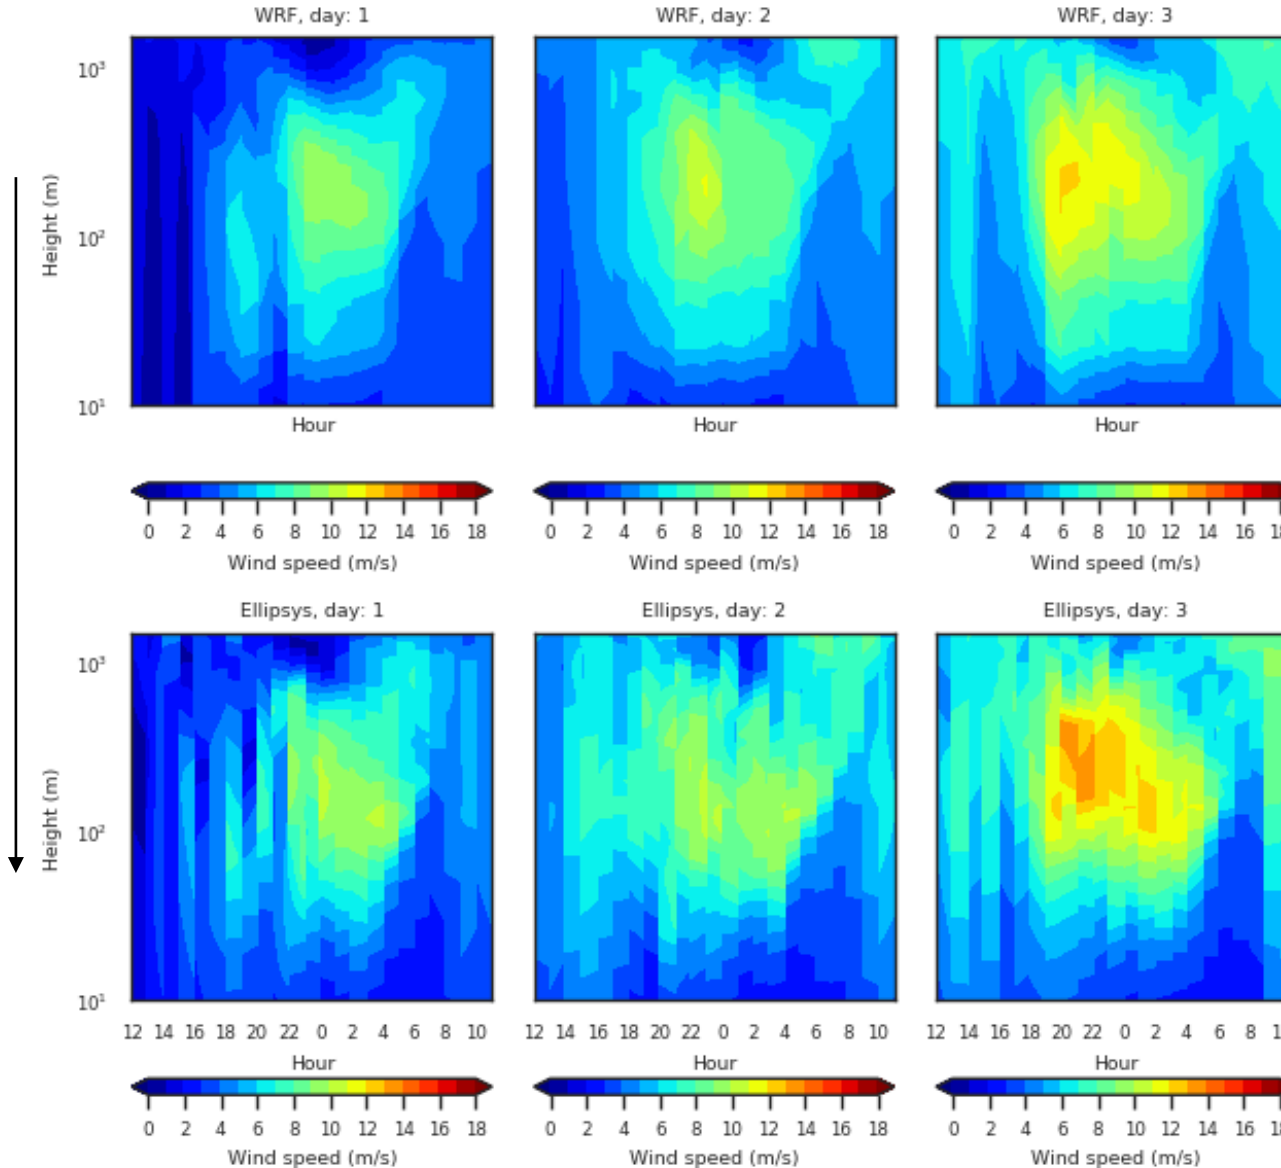 WRF, day: 1 WRF, day: 2 WRF, day: 3
10³
Height (m)
10²
10¹
Hour Hour Hour
0 2 4 6 8 10 12 14 16 18 0 2 4 6 8 10 12 14 16 18 0 2 4 6 8 10 12 14 16 18
Wind speed (m/s) Wind speed (m/s) Wind speed (m/s)
Ellipsys, day: 1 Ellipsys, day: 2 Ellipsys, day: 3
10³
Height (m)
10²
10¹
12 14 16 18 20 22 0 2 4 6 8 10 12 14 16 18 20 22 0 2 4 6 8 10 12 14 16 18 20 22 0 2 4 6 8
Hour Hour Hour
0 2 4 6 8 10 12 14 16 18 0 2 4 6 8 10 12 14 16 18 0 2 4 6 8 10 12 14 16 18
Wind speed (m/s) Wind speed (m/s) Wind speed (m/s)